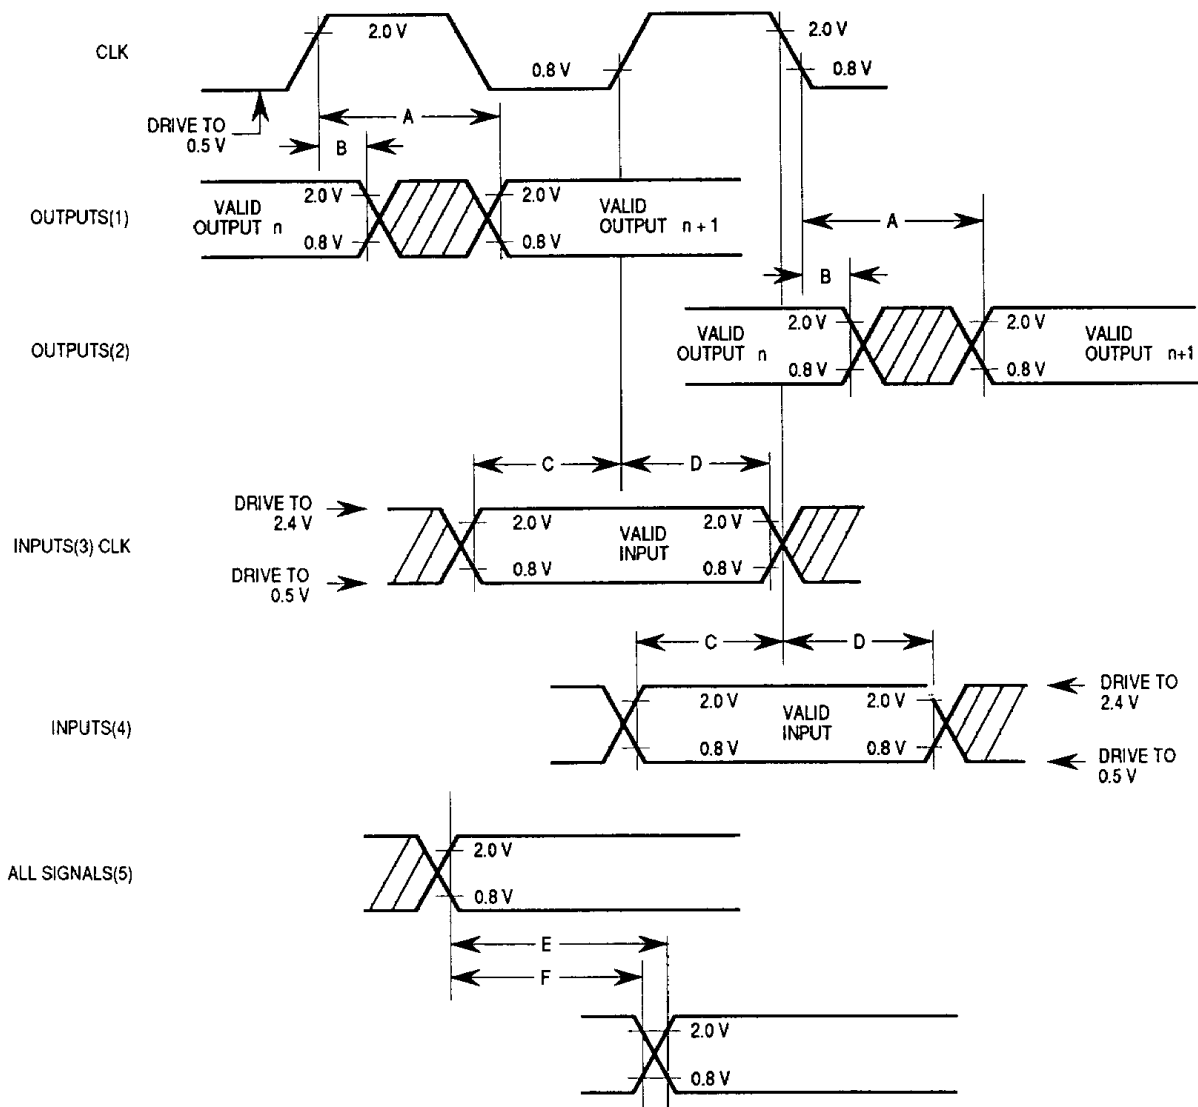 CLK
2.0 V
0.8 V
2.0 V
0.8 V
DRIVE TO
0.5 V
A
B
OUTPUTS(1)
VALID
OUTPUT n
2.0 V
0.8 V
2.0 V
0.8 V
VALID
OUTPUT n + 1
A
B
OUTPUTS(2)
VALID
OUTPUT n
2.0 V
0.8 V
2.0 V
0.8 V
VALID
OUTPUT n+1
C
D
DRIVE TO
2.4 V
INPUTS(3) CLK
DRIVE TO
0.5 V
2.0 V
0.8 V
VALID
INPUT
2.0 V
0.8 V
C
D
INPUTS(4)
2.0 V
0.8 V
VALID
INPUT
2.0 V
0.8 V
DRIVE TO
2.4 V
DRIVE TO
0.5 V
ALL SIGNALS(5)
2.0 V
0.8 V
E
F
2.0 V
0.8 V